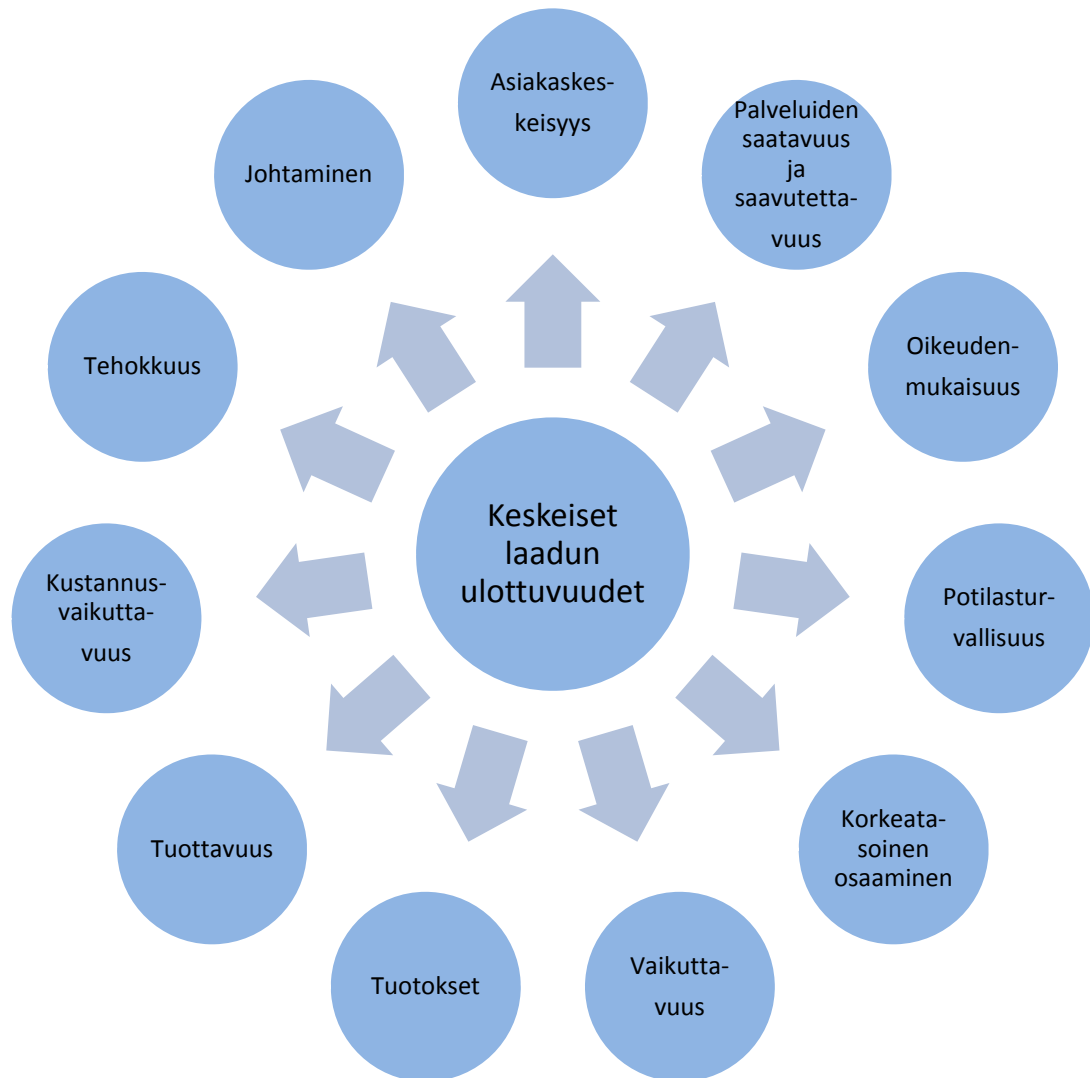 Asiakaskes-
keisyys
Palveluiden
saatavuus
ja
saavutetta-
vuus
Oikeuden-
mukaisuus
Potilastur-
vallisuus
Korkeata-
soinen
osaaminen
Vaikutta-
vuus
Tuotokset
Tuottavuus
Kustannus-
vaikutta-
vuus
Tehokkuus
Johtaminen
Keskeiset
laadun
ulottuvuudet